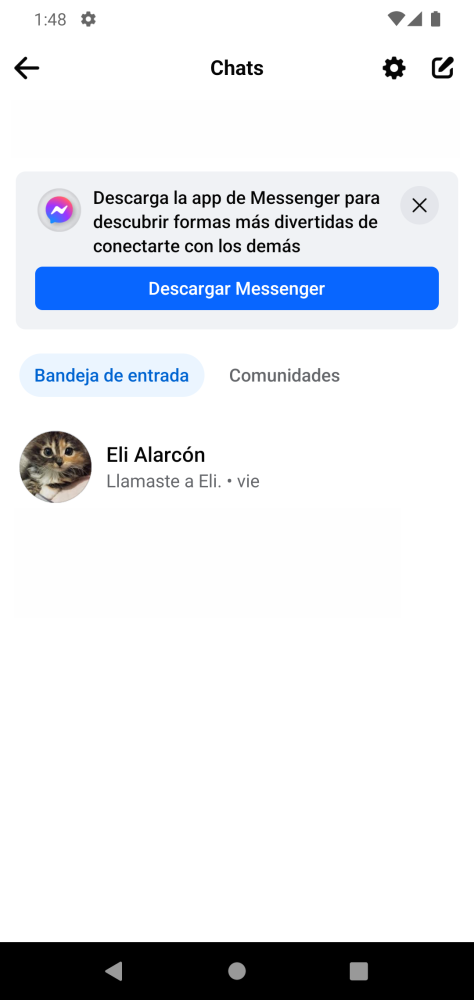 1:48
Chats
Descarga la app de Messenger para
descubrir formas más divertidas de
conectarte con los demás
Descargar Messenger
Bandeja de entrada
Comunidades
Eli Alarcón
Llamaste a Eli. • vie